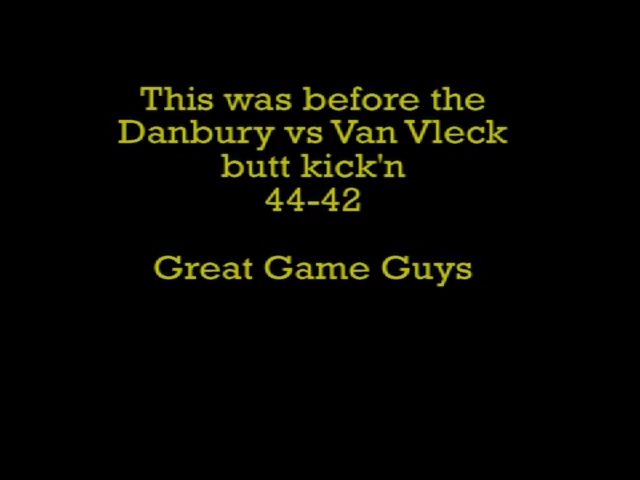 This was before the
Danbury vs Van Vleck
butt kick'n
44-42
Great Game Guys